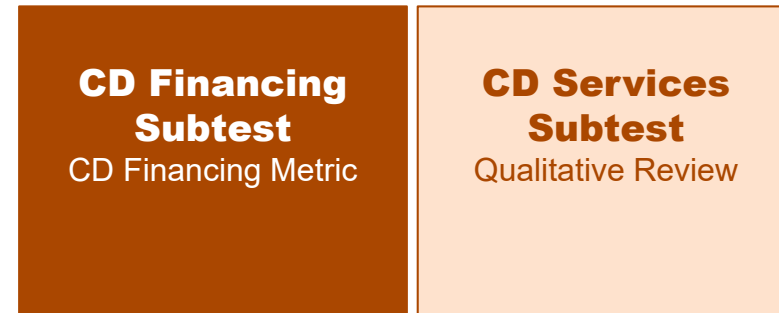 CD Financing
Subtest
CD Financing Metric
CD Services
Subtest
Qualitative Review